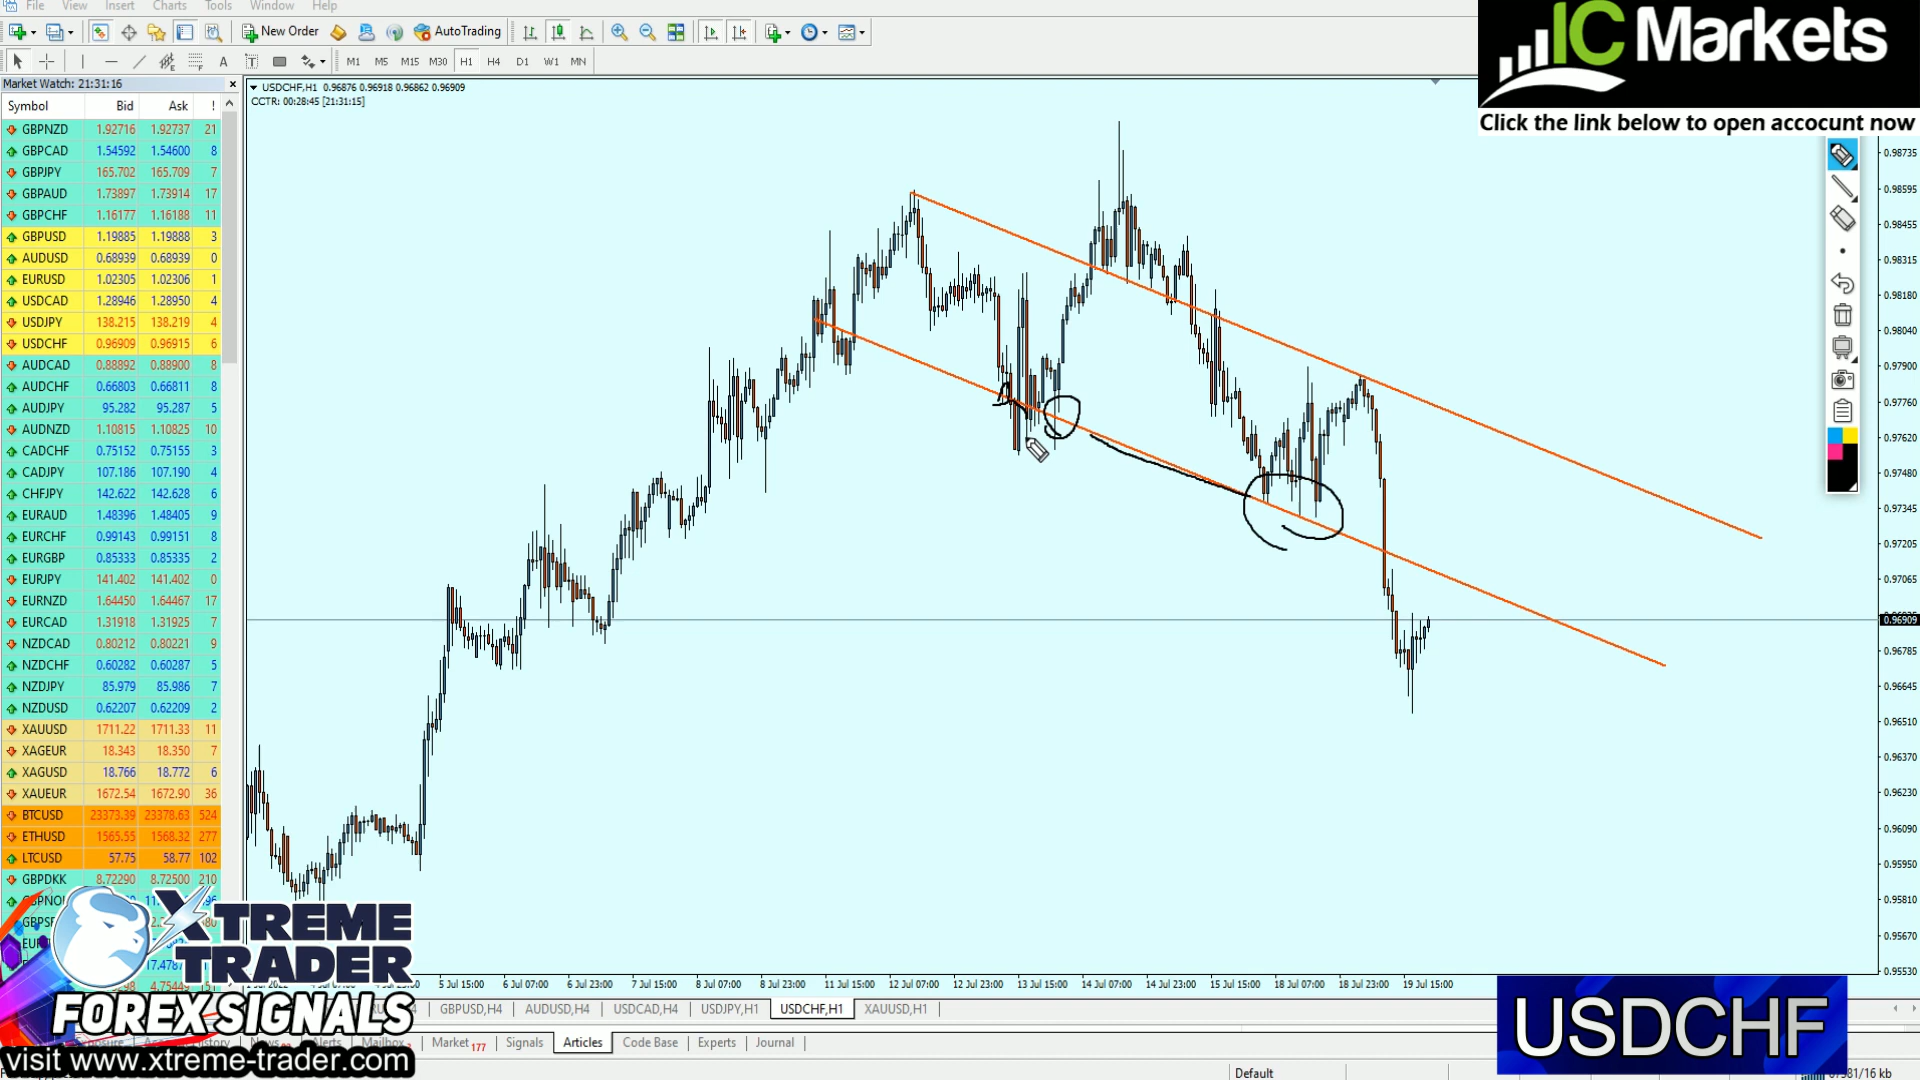 File View Insert Charts Tools Window Help
New Order AutoTrading
A T M1 M5 M15 M30 H1 H4 D1 W1 MN
IC Markets
Click the link below to open accocunt now
Market Watch: 21:31:16
Symbol Bid Ask !
GBPNZD 1.92716 1.92737 21
GBPCAD 1.54592 1.54600 8
GBPJPY 165.702 165.709 7
GBPAUD 1.73897 1.73914 17
GBPCHF 1.16177 1.16188 11
GBPUSD 1.19885 1.19888 3
AUDUSD 0.68939 0.68939 0
EURUSD 1.02305 1.02306 1
USDCAD 1.28946 1.28950 4
USDJPY 138.215 138.219 4
USDCHF 0.96909 0.96915 6
AUDCAD 0.88892 0.88900 8
AUDCHF 0.66803 0.66811 8
AUDJPY 95.282 95.287 5
AUDNZD 1.10815 1.10825 10
CADCHF 0.75152 0.75155 3
CADJPY 107.186 107.190 4
CHFJPY 142.622 142.628 6
EURAUD 1.48396 1.48405 9
EURCHF 0.99143 0.99151 8
EURGBP 0.85333 0.85335 2
EURJPY 141.402 141.402 0
EURNZD 1.64450 1.64467 17
EURCAD 1.31918 1.31925 7
NZDCAD 0.80212 0.80221 9
NZDCHF 0.60282 0.60287 5
NZDJPY 85.979 85.986 7
NZDUSD 0.62207 0.62209 2
XAUUSD 1711.22 1711.33 11
XAGEUR 18.343 18.350 7
XAGUSD 18.766 18.772 6
XAUEUR 1672.54 1672.90 36
BTCUSD 23373.39 23378.63 524
ETHUSD 1565.55 1568.32 277
LTCUSD 57.75 58.77 102
GBPDKK 8.72290 8.72500 210
USDCHF,H1 0.96876 0.96918 0.96862 0.96909
CCTR: 00:28:45 [21:31:15]
0.98735
0.98595
0.98455
0.98315
0.98180
0.98040
0.97900
0.97760
0.97620
0.97480
0.97345
0.97205
0.97065
0.96909
0.96785
0.96645
0.96510
0.96370
0.96230
0.96090
0.95950
0.95810
0.95670
0.95530
5 Jul 15:00 6 Jul 07:00 6 Jul 23:00 7 Jul 15:00 8 Jul 07:00 8 Jul 23:00 11 Jul 15:00 12 Jul 07:00 12 Jul 23:00 13 Jul 15:00 14 Jul 07:00 14 Jul 23:00 15 Jul 15:00 18 Jul 07:00 18 Jul 23:00 19 Jul 15:00
GBPUSD,H4 AUDUSD,H4 USDCAD,H4 USDJPY,H1 USDCHF,H1 XAUUSD,H1
Market 177 Signals Articles Code Base Experts Journal
Default
XTREME
TRADER
FOREX SIGNALS
visit www.xtreme-trader.com
USDCHF